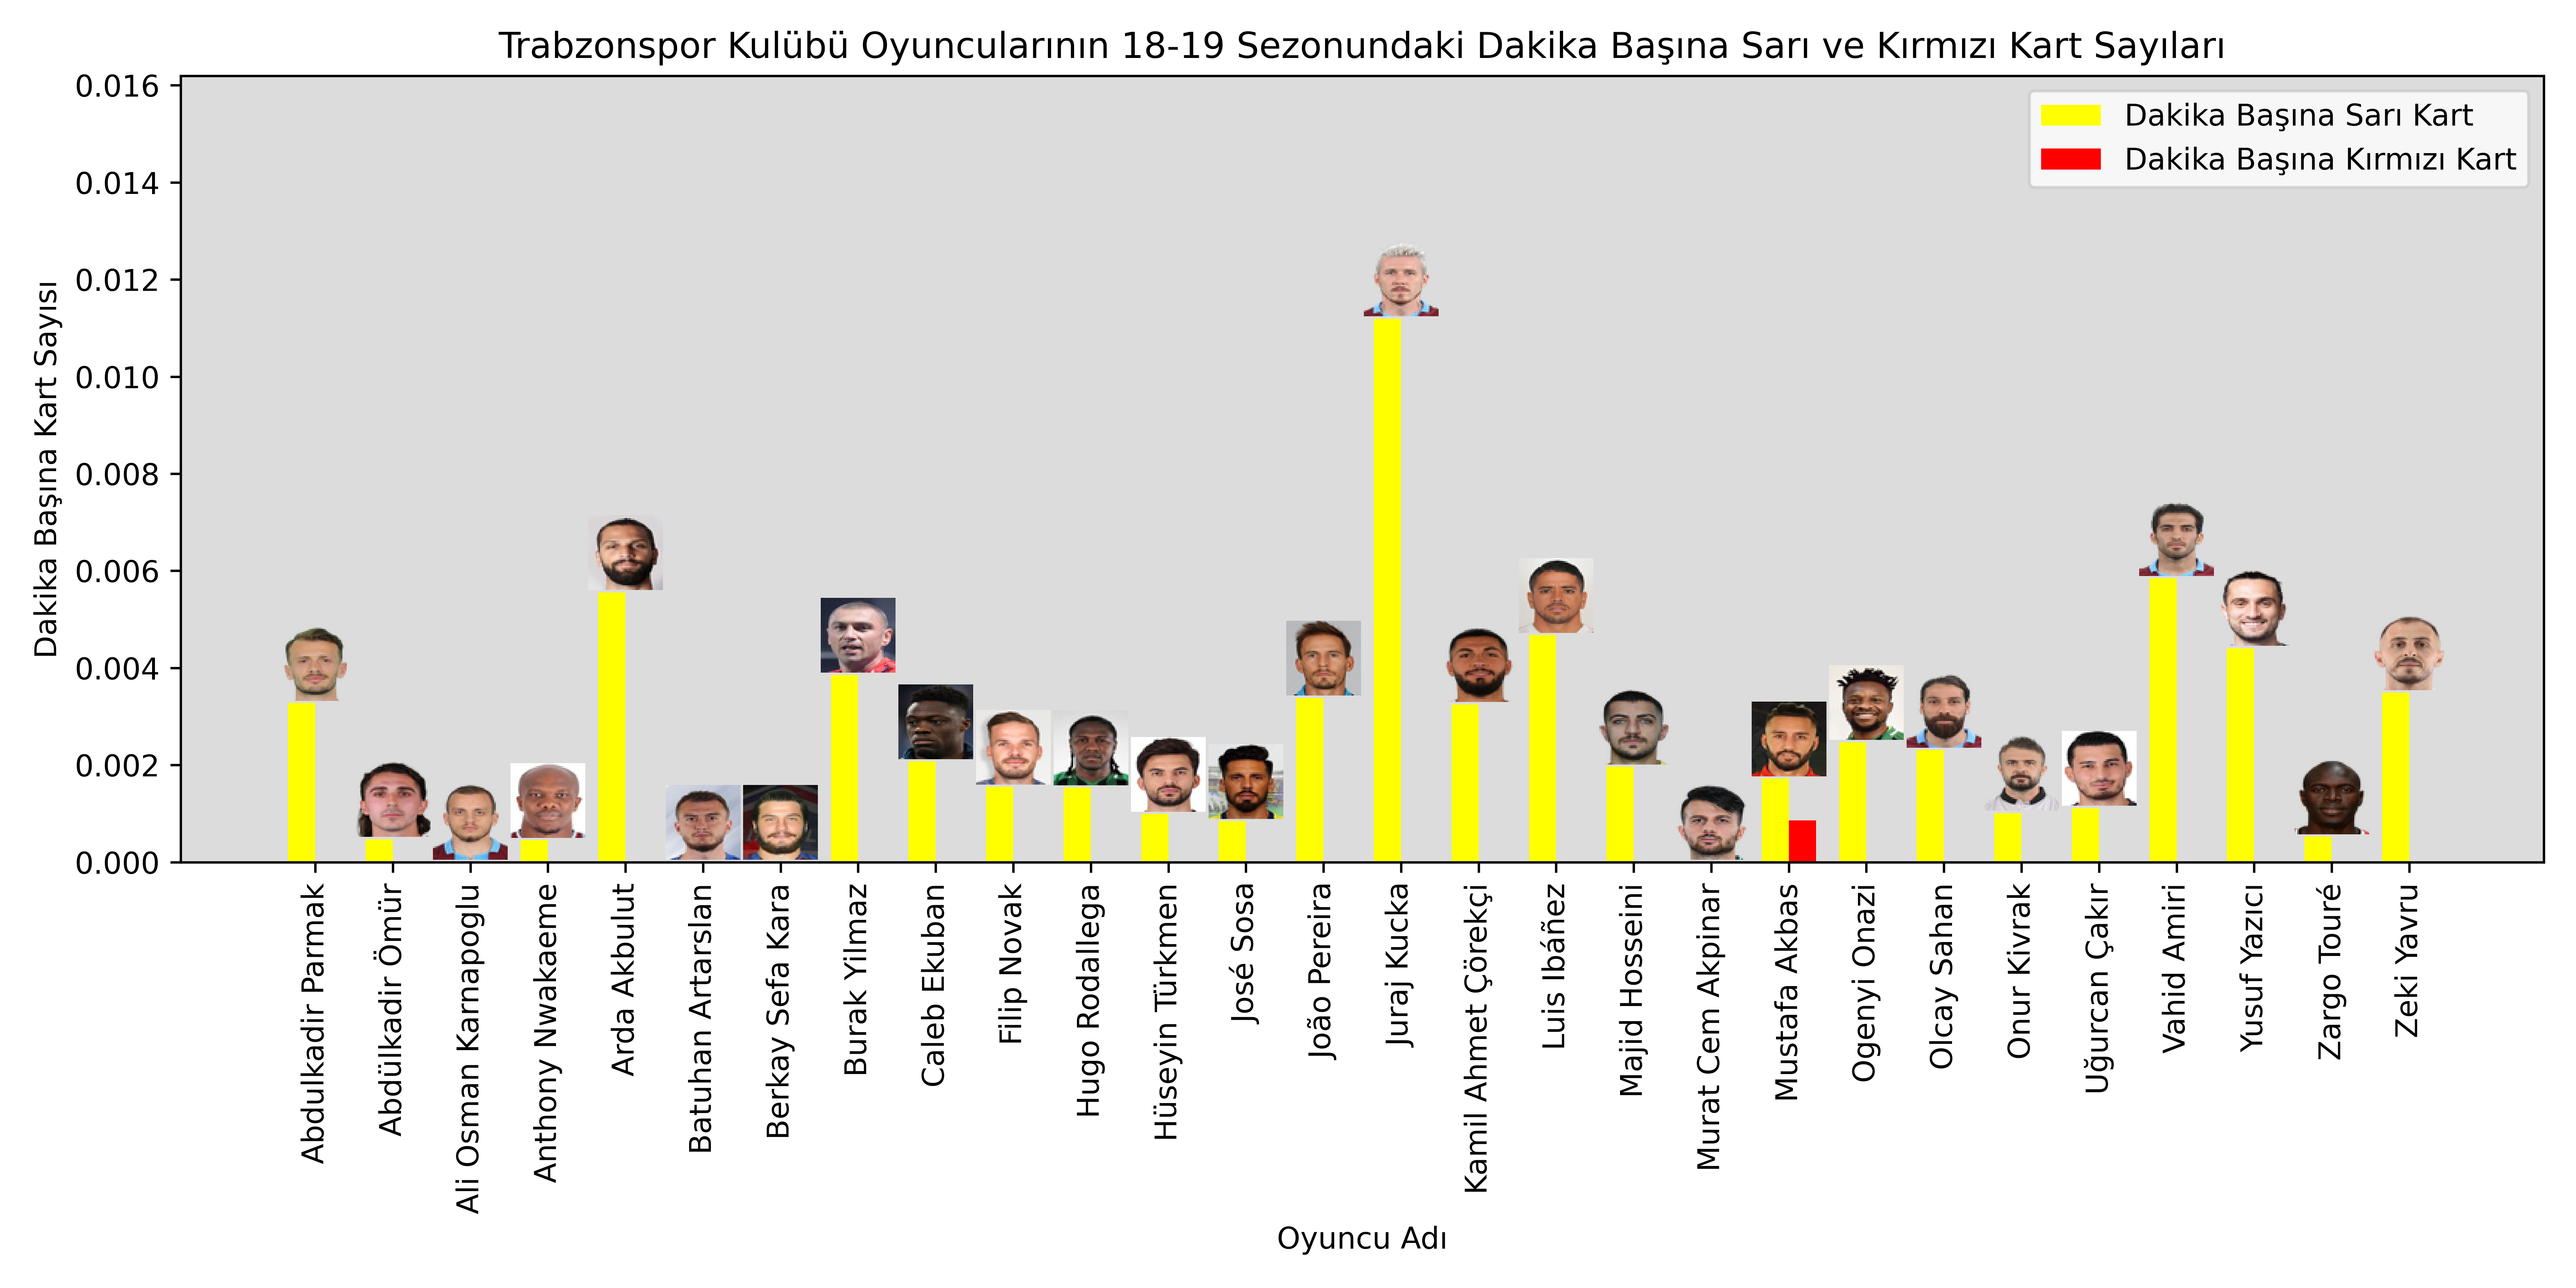 Trabzonspor Kulübü Oyuncularının 18-19 Sezonundaki Dakika Başına Sarı ve Kırmızı Kart Sayıları
Dakika Başına Sarı Kart
Dakika Başına Kırmızı Kart
Dakika Başına Kart Sayısı
0.016
0.014
0.012
0.010
0.008
0.006
0.004
0.002
0.000
Abdulkadir Parmak
Abdülkadir Ömür
Ali Osman Karnapoglu
Anthony Nwakaeme
Arda Akbulut
Batuhan Artarslan
Berkay Sefa Kara
Burak Yilmaz
Caleb Ekuban
Filip Novak
Hugo Rodallega
Hüseyin Türkmen
José Sosa
João Pereira
Juraj Kucka
Kamil Ahmet Çörekçi
Luis Ibáñez
Majid Hosseini
Murat Cem Akpinar
Mustafa Akbas
Ogenyi Onazi
Olcay Sahan
Onur Kivrak
Uğurcan Çakır
Vahid Amiri
Yusuf Yazıcı
Zargo Touré
Zeki Yavru
Oyuncu Adı